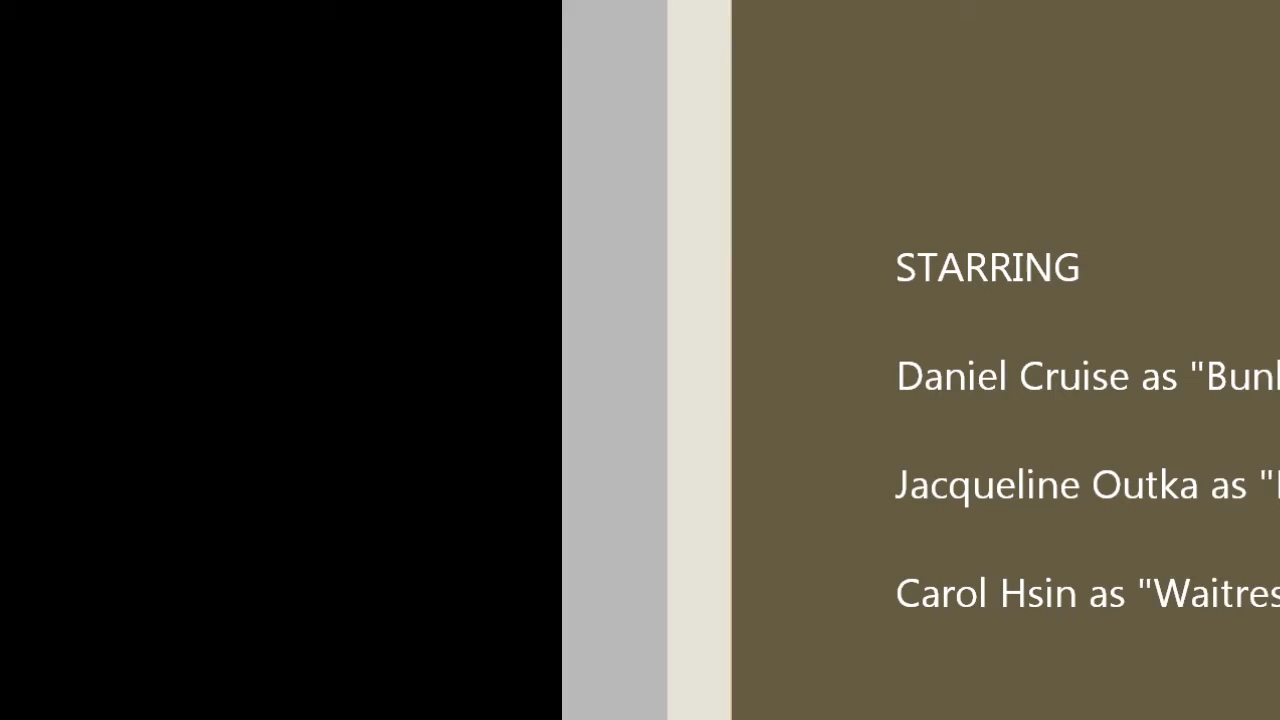 STARRING
Daniel Cruise as "Bun
Jacqueline Outka as "
Carol Hsin as "Waitres